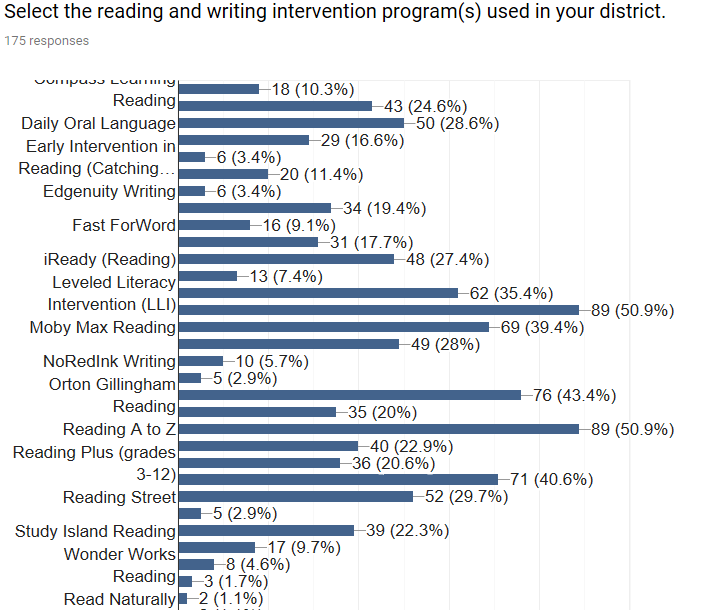 Select the reading and writing intervention program(s) used in your district.
175 responses
Compass Learning
18 (10.3%)
Reading
43 (24.6%)
Daily Oral Language
50 (28.6%)
29 (16.6%)
Early Intervention in
6 (3.4%)
Reading (Catching…
20 (11.4%)
Edgenuity Writing
6 (3.4%)
34 (19.4%)
Fast ForWord
16 (9.1%)
31 (17.7%)
iReady (Reading)
48 (27.4%)
13 (7.4%)
Leveled Literacy
62 (35.4%)
Intervention (LLI)
89 (50.9%)
Moby Max Reading
69 (39.4%)
49 (28%)
NoRedInk Writing
10 (5.7%)
5 (2.9%)
Orton Gillingham
76 (43.4%)
Reading
35 (20%)
Reading A to Z
89 (50.9%)
40 (22.9%)
Reading Plus (grades
36 (20.6%)
3-12)
71 (40.6%)
Reading Street
52 (29.7%)
5 (2.9%)
Study Island Reading
39 (22.3%)
17 (9.7%)
Wonder Works
8 (4.6%)
Reading
3 (1.7%)
Read Naturally
2 (1.1%)